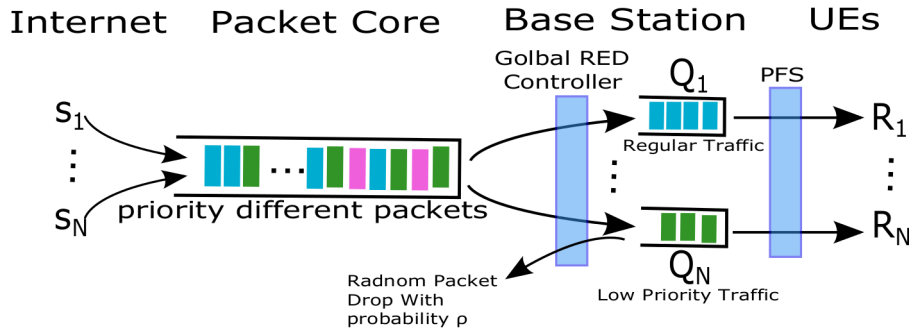 Internet
Packet Core
Base Station
UEs
Golbal RED
Controller
Q1
PFS
S1
R1
Regular Traffic
priority different packets
SN
RN
QN
Radnom Packet
Drop With
probability ρ
Low Priority Traffic